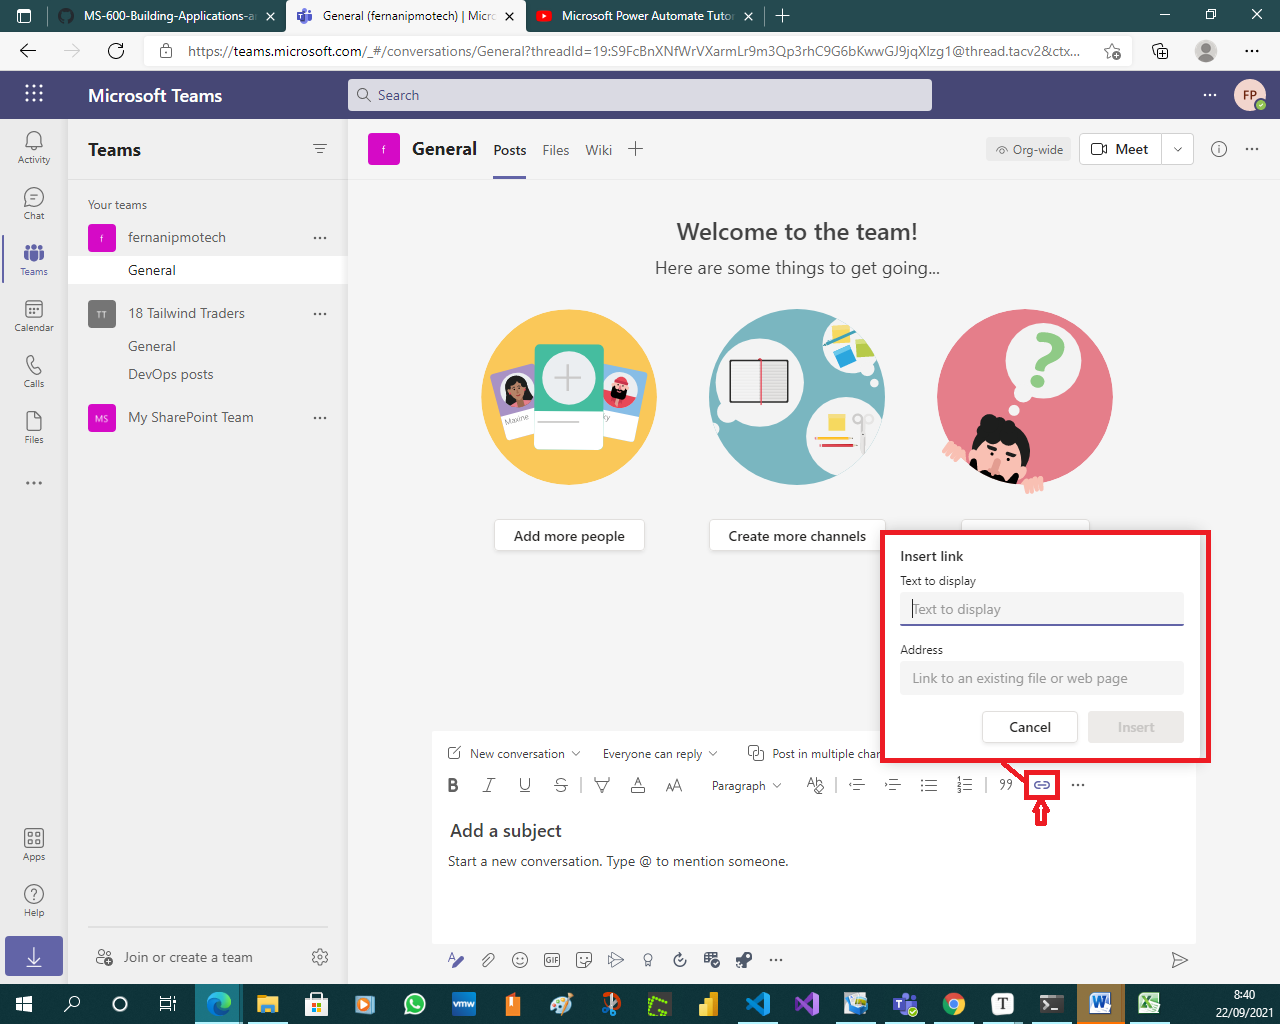 MS-600-Building-Applications-a
General (fernanipmotech) | Micr
Microsoft Power Automate Tutor
https://teams.microsoft.com/_#/conversations/General?threadId=19:S9FcBnXNfWrVXarmLr9m3Qp3rhC9G6bKwwGJ9jqXlzg1@thread.tacv2&ctx...
Microsoft Teams
Search
FP
Activity
Chat
Teams
Calendar
Calls
Files
Apps
Help
Teams
Your teams
f
fernanipmotech
General
TT
18 Tailwind Traders
General
DevOps posts
MS
My SharePoint Team
Join or create a team
f
General
Posts
Files
Wiki
Org-wide
Meet
Welcome to the team!
Here are some things to get going...
Maxine
ky
Add more people
Create more channels
Insert link
Text to display
Text to display
Address
Link to an existing file or web page
Cancel
Insert
New conversation
Everyone can reply
Post in multiple chan
B I U S
AA
Paragraph
Add a subject
Start a new conversation. Type @ to mention someone.
GIF
vmw
T
8:40
22/09/2021